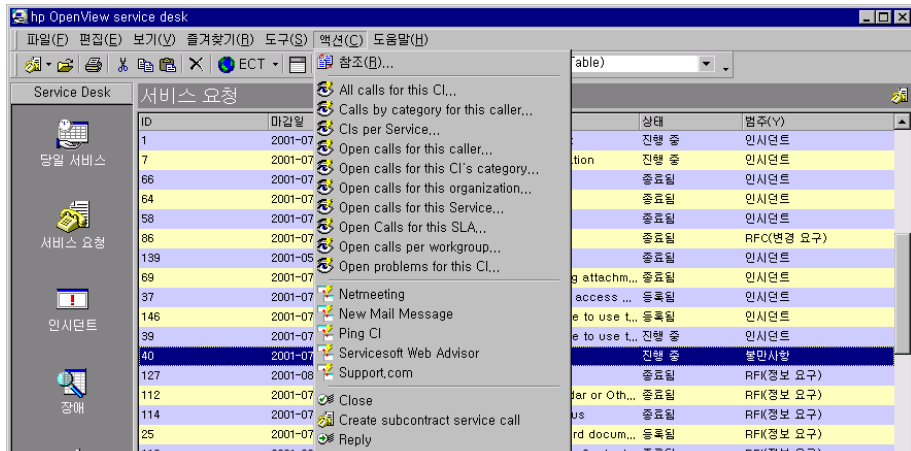 hp OpenView service desk
파일(F) 편집(E) 보기(V) 즐겨찾기(R) 도구(S) 액션(C) 도움말(H)
ECT
참조(R)...
able)
Service Desk
서비스 요청
All calls for this CI...
Calls by category for this caller...
CIs per Service...
Open calls for this caller...
Open calls for this CI's category...
Open calls for this organization...
Open calls for this Service...
Open Calls for this SLA...
Open calls per workgroup...
Open problems for this CI...
Netmeeting
New Mail Message
Ping CI
Servicesoft Web Advisor
Support.com
Close
Create subcontract service call
Reply
당일 서비스
서비스 요청
인시던트
장애
ID 마감일 상태 범주(Y)
1 2001-07 진행 중 인시던트
7 2001-07 tion 진행 중 인시던트
66 2001-07 종료됨 인시던트
64 2001-07 종료됨 인시던트
58 2001-07 종료됨 인시던트
86 2001-07 종료됨 RFC(변경 요구)
139 2001-05 종료됨 인시던트
69 2001-07 g attachm... 종료됨 인시던트
37 2001-07 access ... 등록됨 인시던트
146 2001-07 e to use t... 등록됨 인시던트
39 2001-07 e to use t... 진행 중 인시던트
40 2001-07 진행 중 불만사항
127 2001-08 종료됨 RFI(정보 요구)
112 2001-07 dar or Oth... 종료됨 RFI(정보 요구)
114 2001-07 us 종료됨 RFI(정보 요구)
25 2001-07 rd docum... 등록됨 RFI(정보 요구)